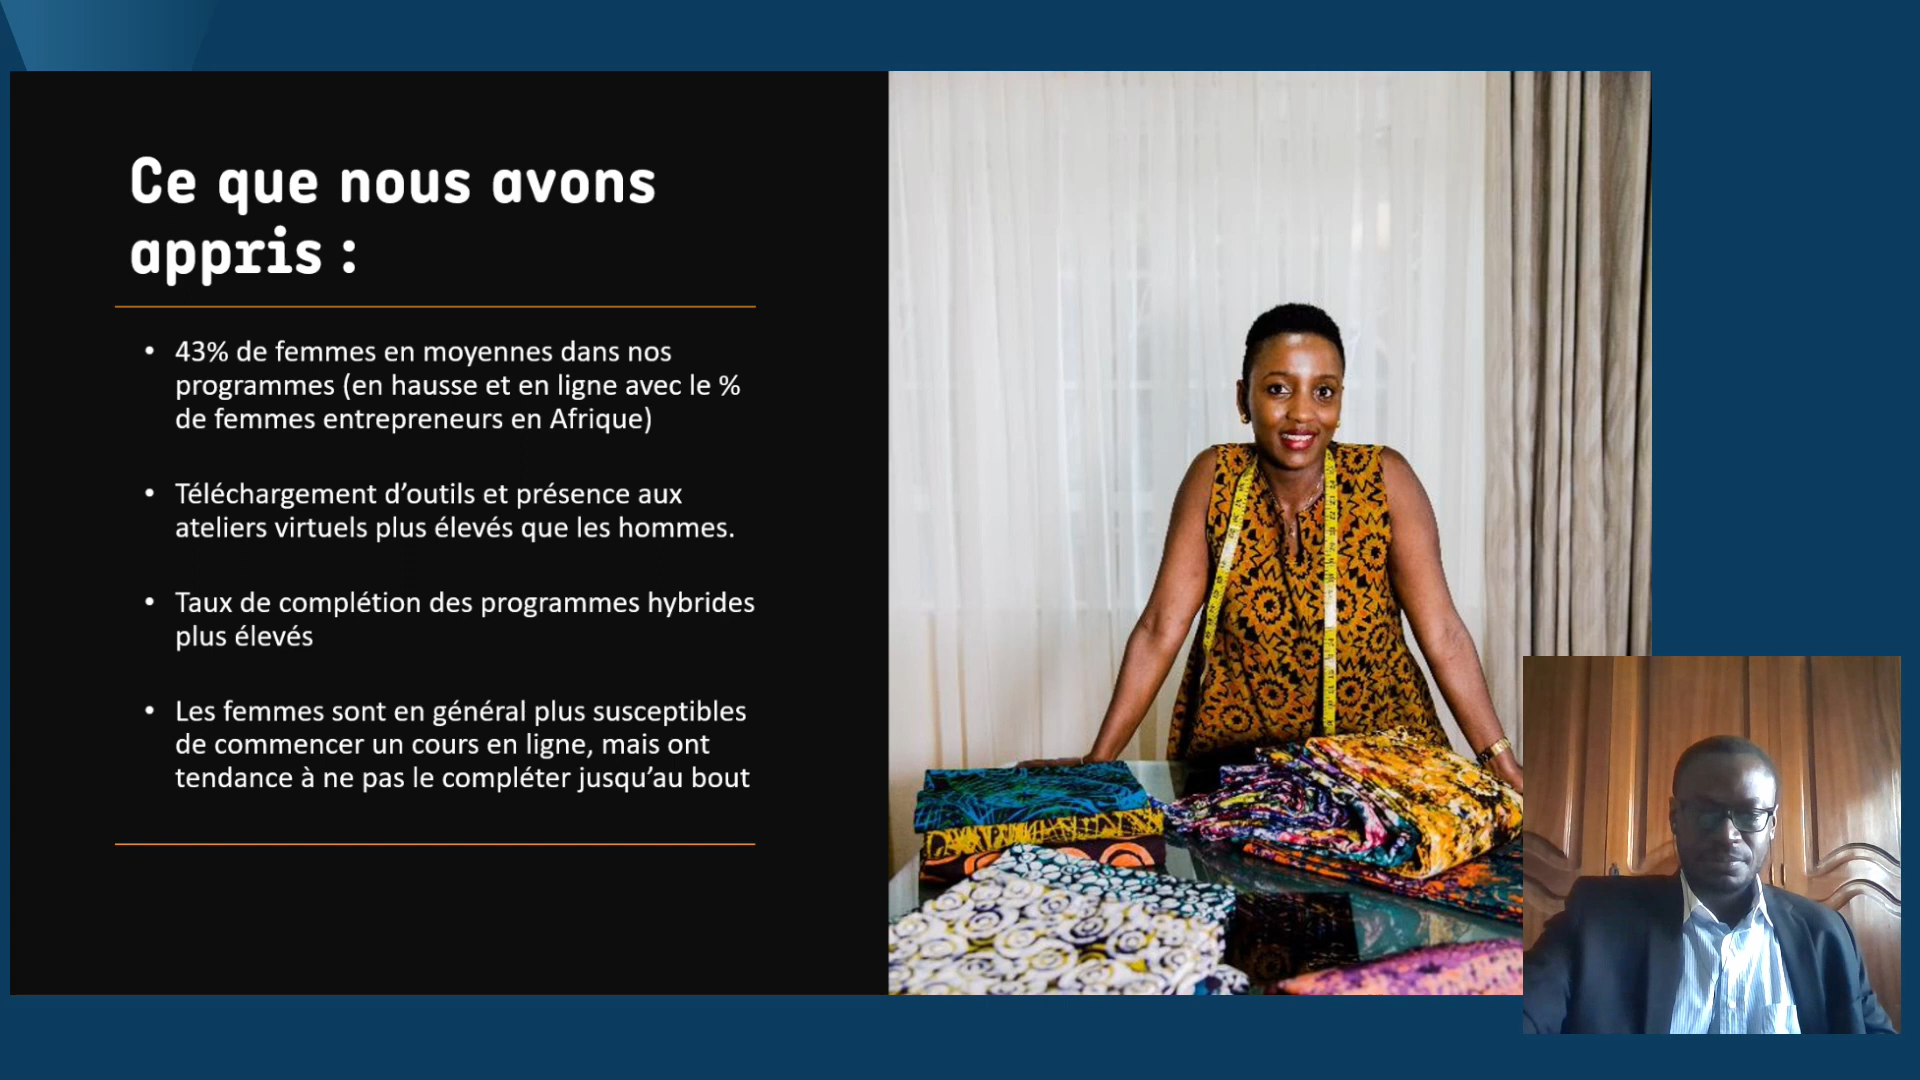 Ce que nous avons
appris :
• 43% de femmes en moyennes dans nos
programmes (en hausse et en ligne avec le %
de femmes entrepreneurs en Afrique)
• Téléchargement d’outils et présence aux
ateliers virtuels plus élevés que les hommes.
• Taux de complétion des programmes hybrides
plus élevés
• Les femmes sont en général plus susceptibles
de commencer un cours en ligne, mais ont
tendance à ne pas le compléter jusqu’au bout